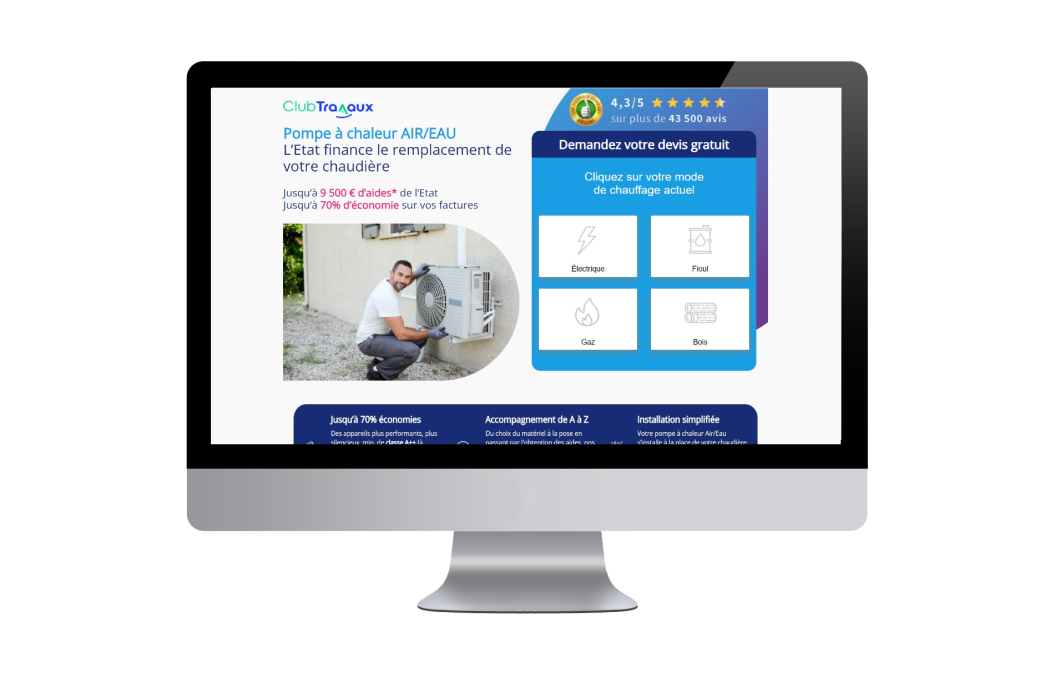 ClubTravaux
Pompe à chaleur AIR/EAU
L'Etat finance le remplacement de
votre chaudière
Jusqu'à 9 500 € d'aides* de l'Etat
Jusqu'à 70% d'économie sur vos factures
4,3/5
sur plus de 43 500 avis
Demandez votre devis gratuit
Cliquez sur votre mode
de chauffage actuel
Électrique
Fioul
Gaz
Bois
Jusqu'à 70% économies
Des appareils plus performants, plus
silencieux, min. de classe A++ (à
Accompagnement de A à Z
Du choix du matériel à la pose en
passant par l'obtention des aides, nos
Installation simplifiée
Votre pompe à chaleur Air/Eau
s'installe à la place de votre chaudière